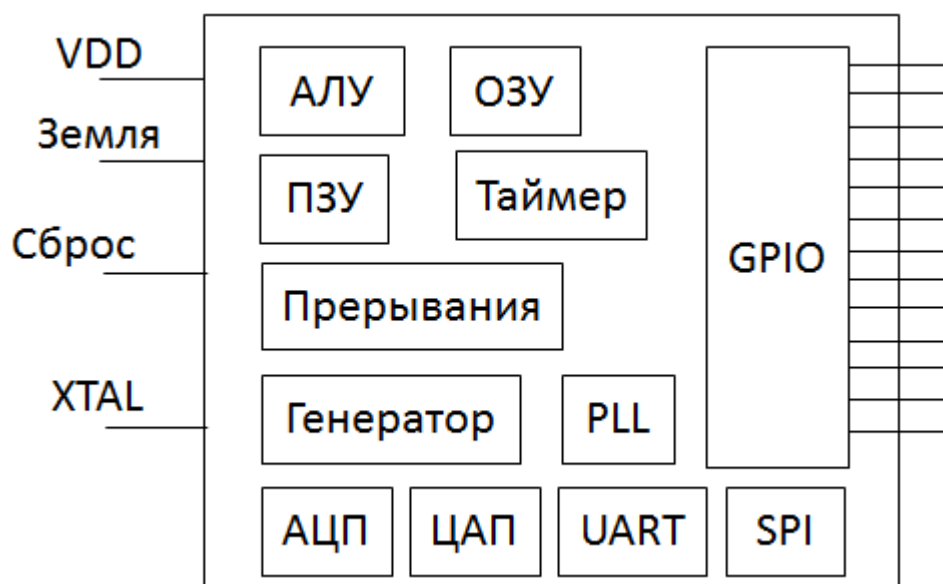 VDD
Земля
Сброс
XTAL
АЛУ
ОЗУ
ПЗУ
Таймер
Прерывания
Генератор
PLL
GPIO
АЦП
ЦАП
UART
SPI